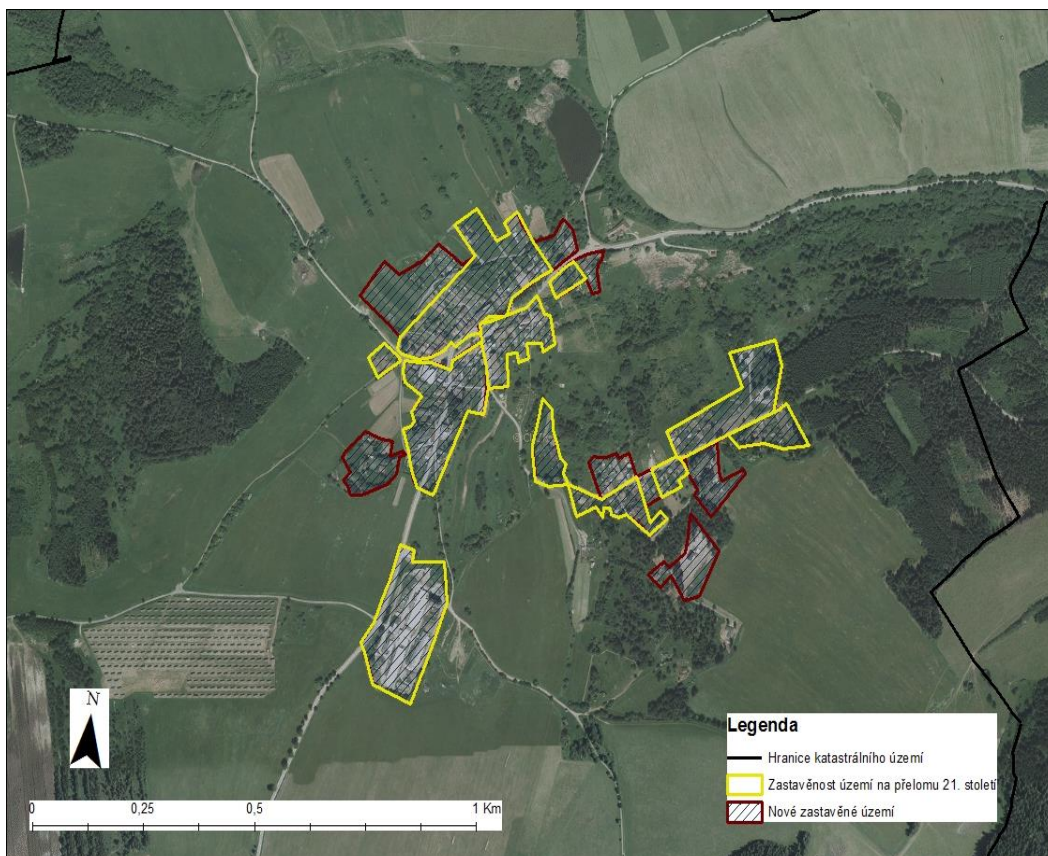 N
Legenda
Hranice katastrálního území
Zastavěnost území na přelomu 21. století
Nové zastavěné území
0 0,25 0,5 1 Km